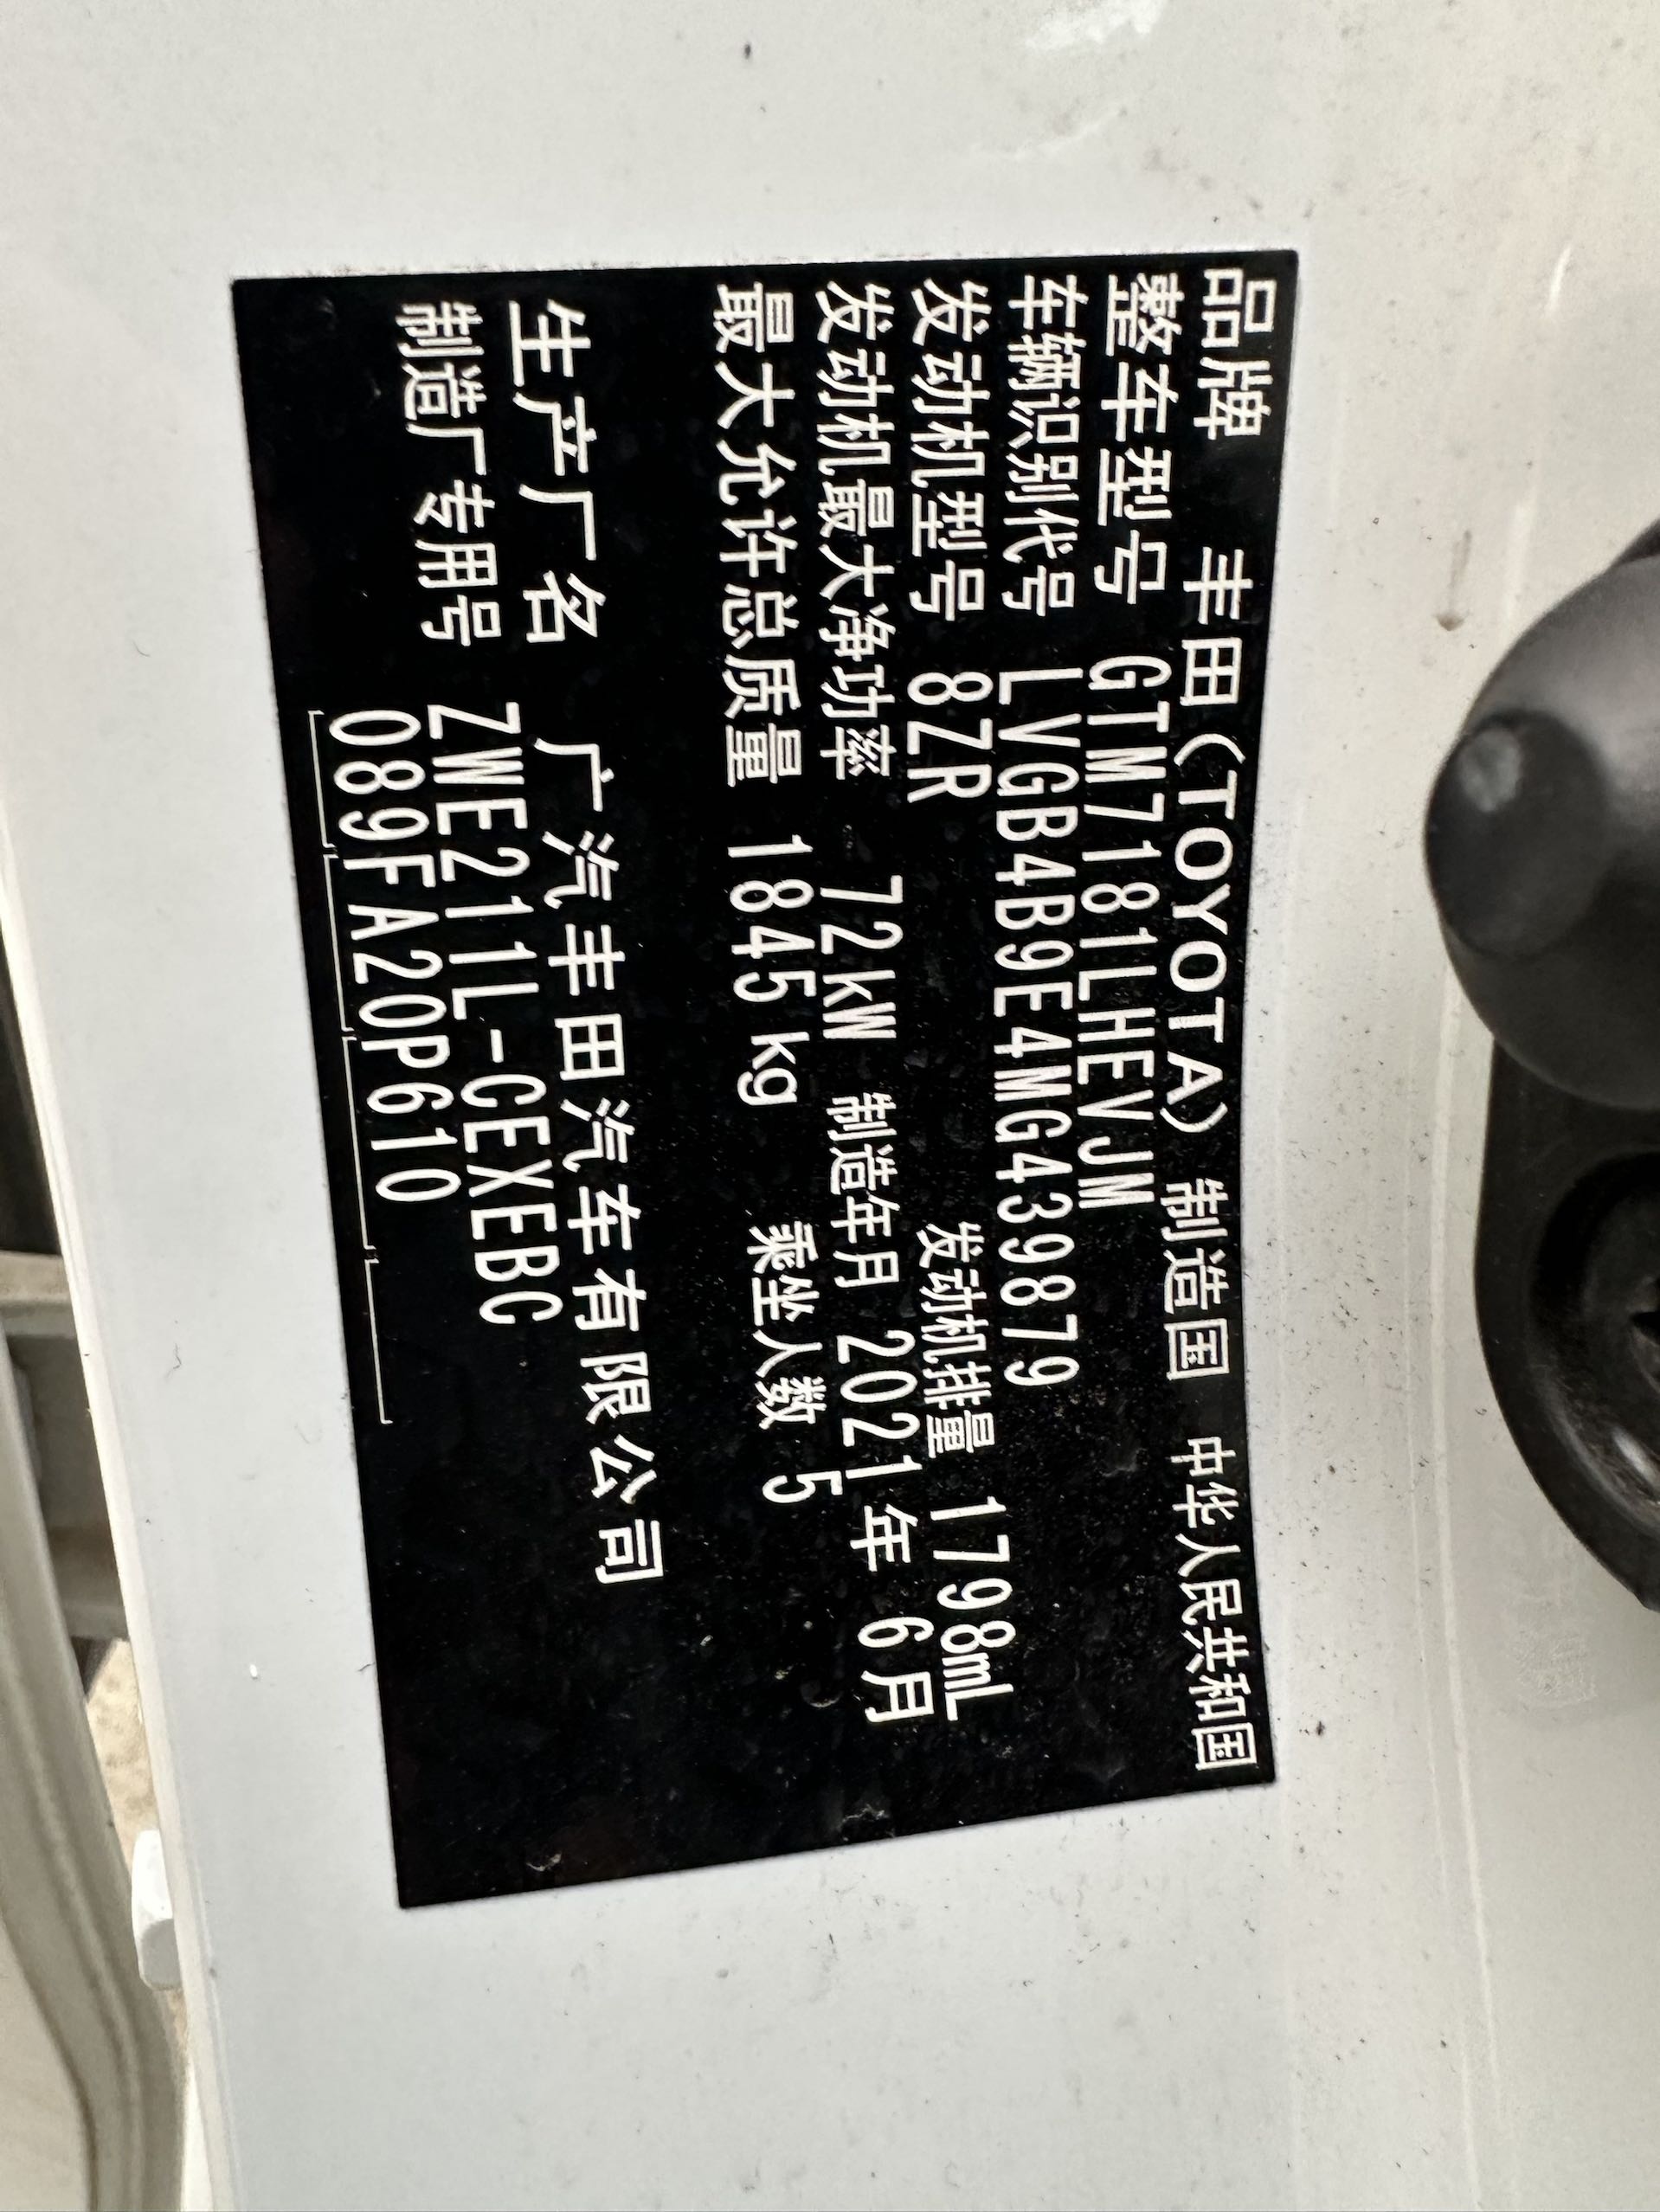 品牌 丰田(TOYOTA) 制造国 中华人民共和国
整车型号 GTM7181LHEVJM
车辆识别代号 LVGB4B9E4MG439879
发动机型号 8ZR 发动机排量 1798mL
发动机最大净功率 72kW 制造年月 2021年 6月
最大允许总质量 1845 kg 乘坐人数 5
生产厂名 广汽丰田汽车有限公司
制造厂专用号 ZWE211L-CEXEBC
089FA20P610